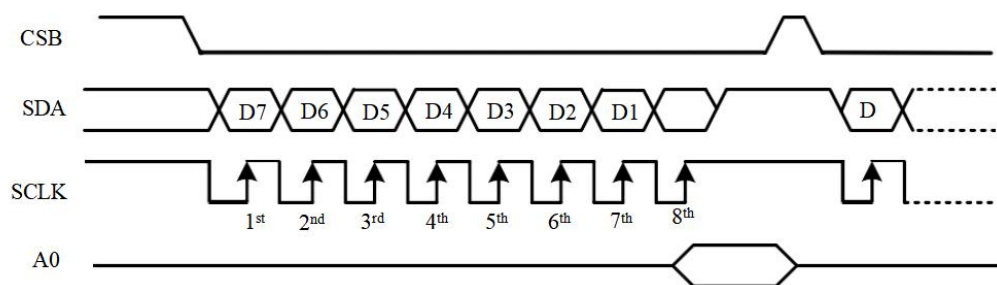 CSB
SDA D7 D6 D5 D4 D3 D2 D1 D
SCLK
1st 2nd 3rd 4th 5th 6th 7th 8th
A0